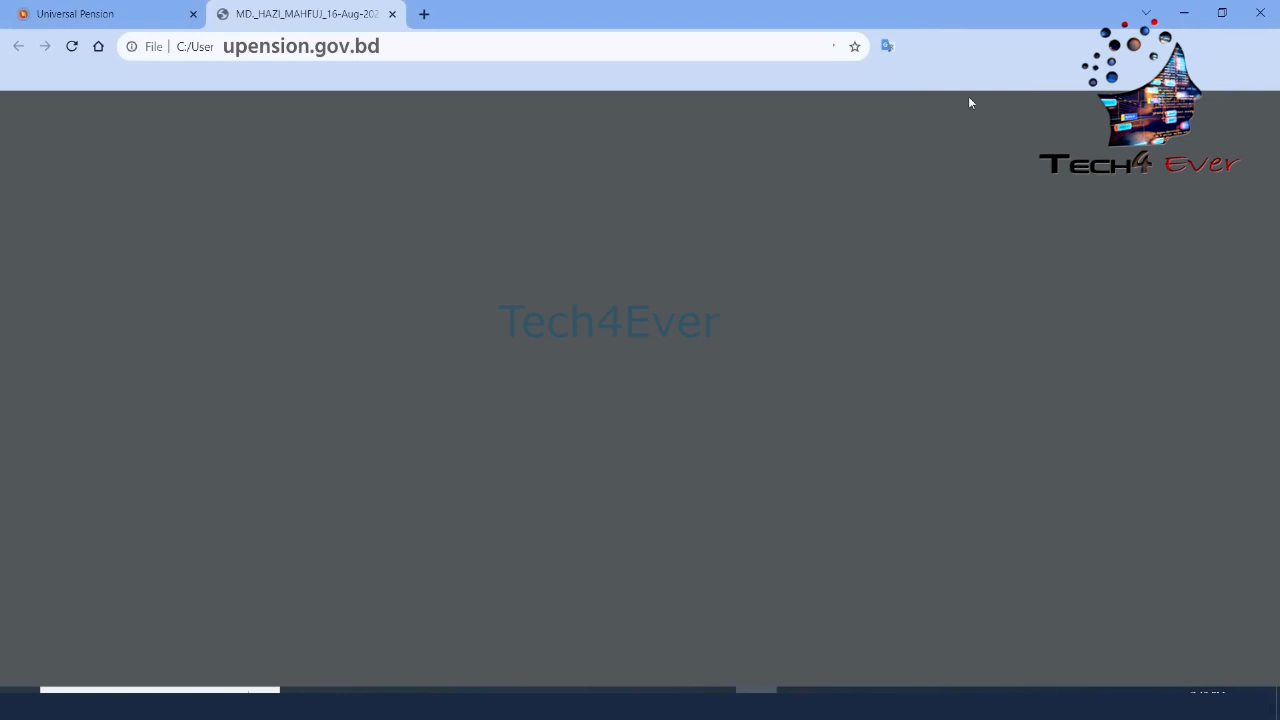 Universal Pension
MD_HAZI_MAHFUJ_16-Aug-202
File
C:/User
upension.gov.bd
Tech4 Ever
Tech4Ever